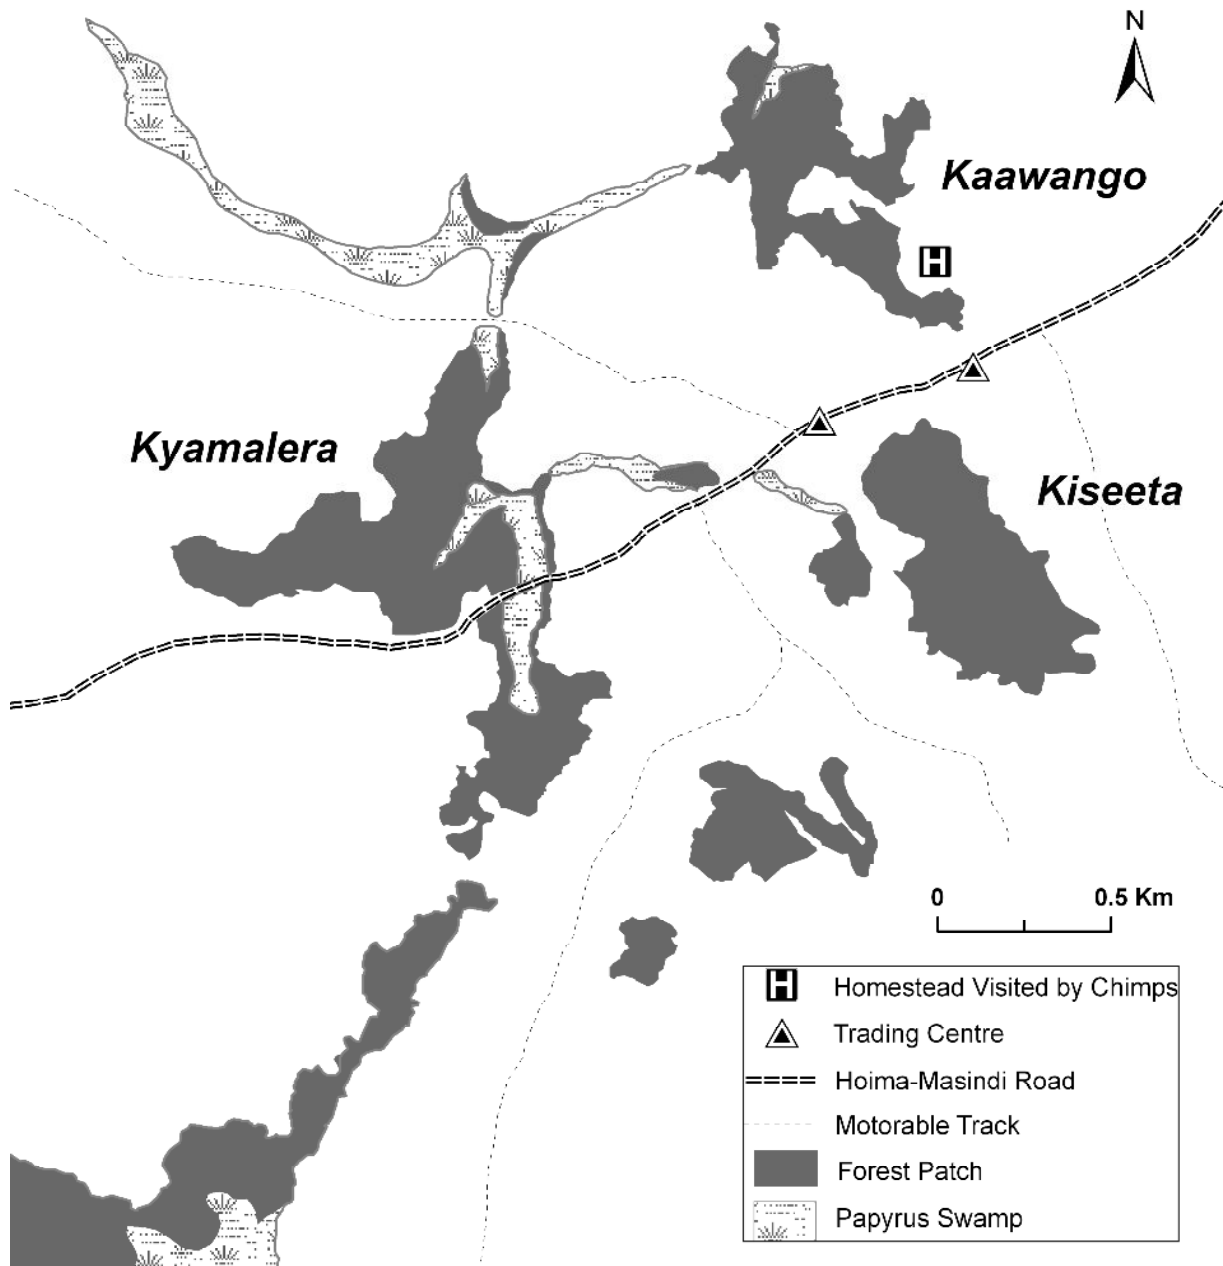 N
Kaawango
Kyamalera
Kiseeta
H
0 0.5 Km
H Homestead Visited by Chimps
Trading Centre
Hoima-Masindi Road
Motorable Track
Forest Patch
Papyrus Swamp